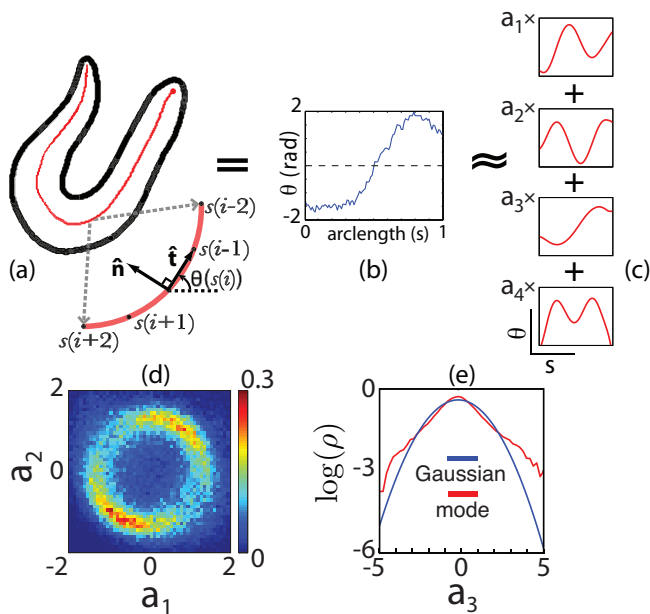 (a)
n̂
t̂
s(i-2)
s(i-1)
θ(s(i))
s(i+1)
s(i+2)
=
θ (rad)
2
-2
0
arclength (s)
1
(b)
≈
a₁×
+
a₂×
+
a₃×
+
a₄×
θ
s
(c)
(d)
2
0
-2
a₂
0
2
a₁
0.3
0
(e)
0
-3
-6
log(ρ)
Gaussian
mode
-5
0
5
a₃